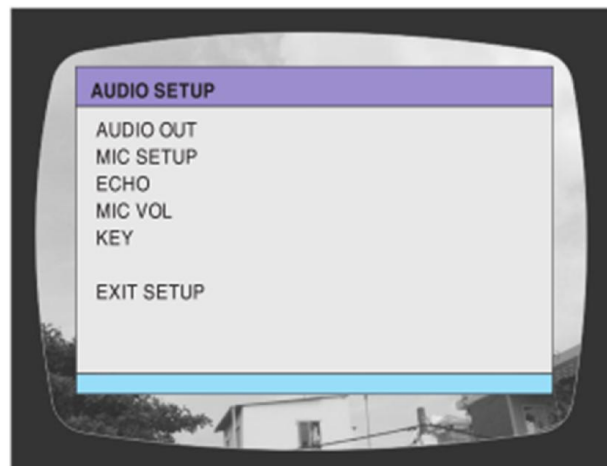 AUDIO SETUP
AUDIO OUT
MIC SETUP
ECHO
MIC VOL
KEY
EXIT SETUP